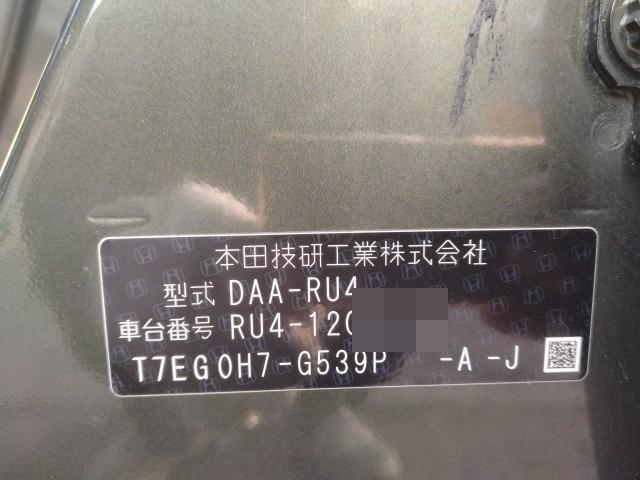 本田技研工業株式会社
型式 DAA-RU4
車台番号 RU4-120
T7EG0H7-G539P -A-J